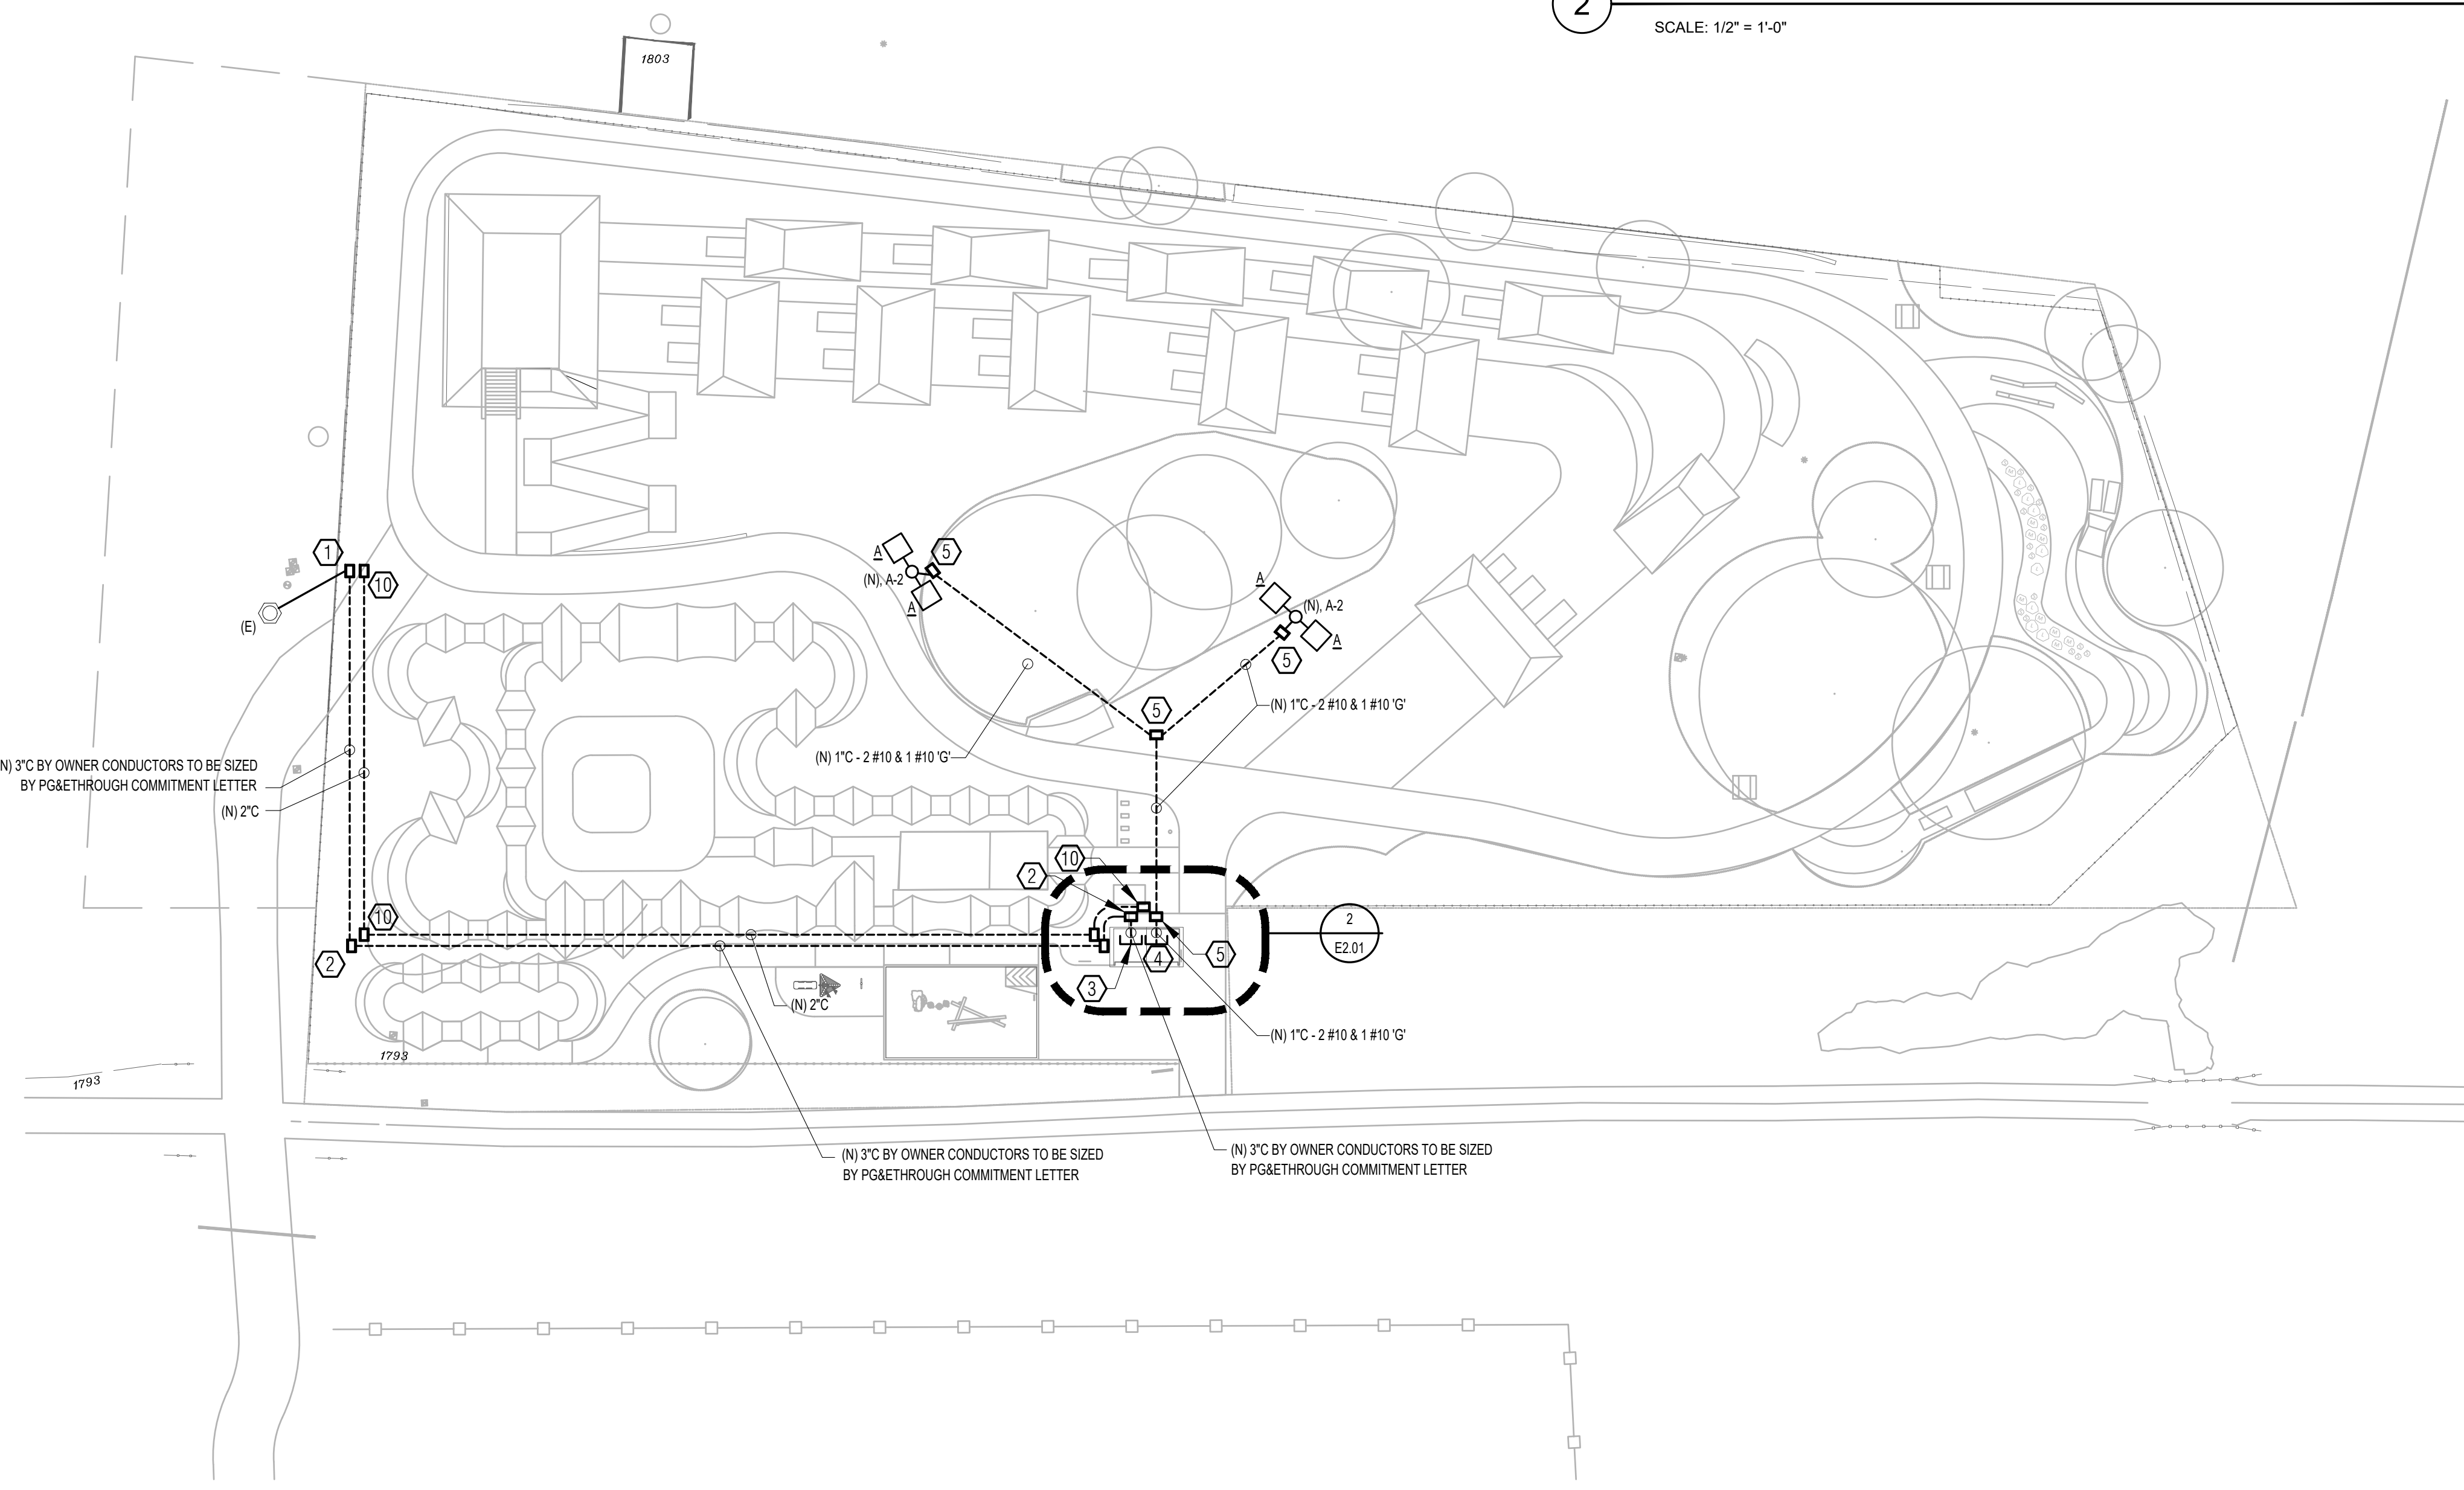 2
SCALE: 1/2" = 1'-0"
1803
1
10
(E)
A
5
(N), A-2
A
A
(N), A-2
A
5
5
(N) 1"C - 2 #10 & 1 #10 'G'
(N) 1"C - 2 #10 & 1 #10 'G'
N) 3"C BY OWNER CONDUCTORS TO BE SIZED
BY PG&ETHROUGH COMMITMENT LETTER
(N) 2"C
10
2
10
2
2
E2.01
5
4
3
(N) 2"C
(N) 1"C - 2 #10 & 1 #10 'G'
1793
1793
(N) 3"C BY OWNER CONDUCTORS TO BE SIZED
BY PG&ETHROUGH COMMITMENT LETTER
(N) 3"C BY OWNER CONDUCTORS TO BE SIZED
BY PG&ETHROUGH COMMITMENT LETTER